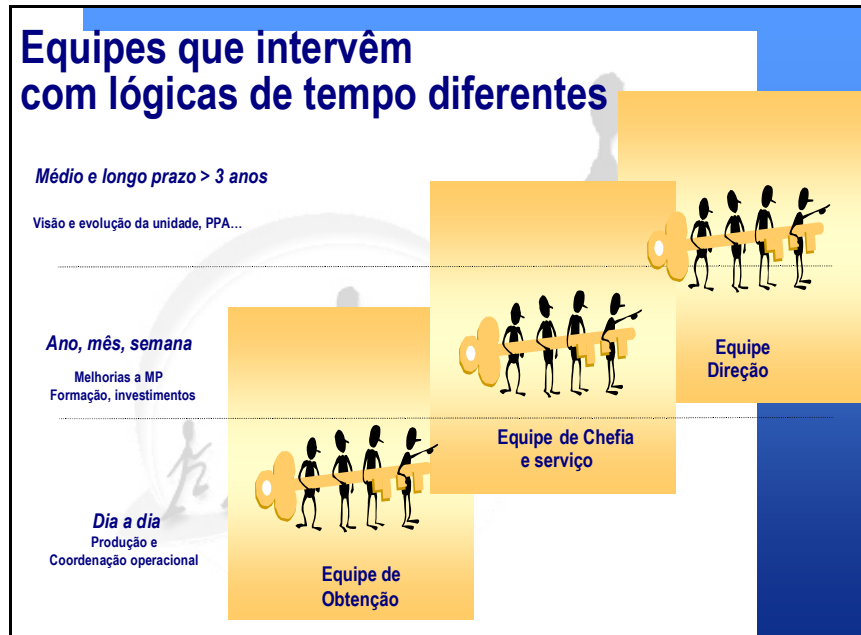 Equipes que intervêm
com lógicas de tempo diferentes
Médio e longo prazo > 3 anos
Visão e evolução da unidade, PPA...
Equipe
Direção
Ano, mês, semana
Melhorias a MP
Formação, investimentos
Equipe de Chefia
e serviço
Dia a dia
Produção e
Coordenação operacional
Equipe de
Obtenção